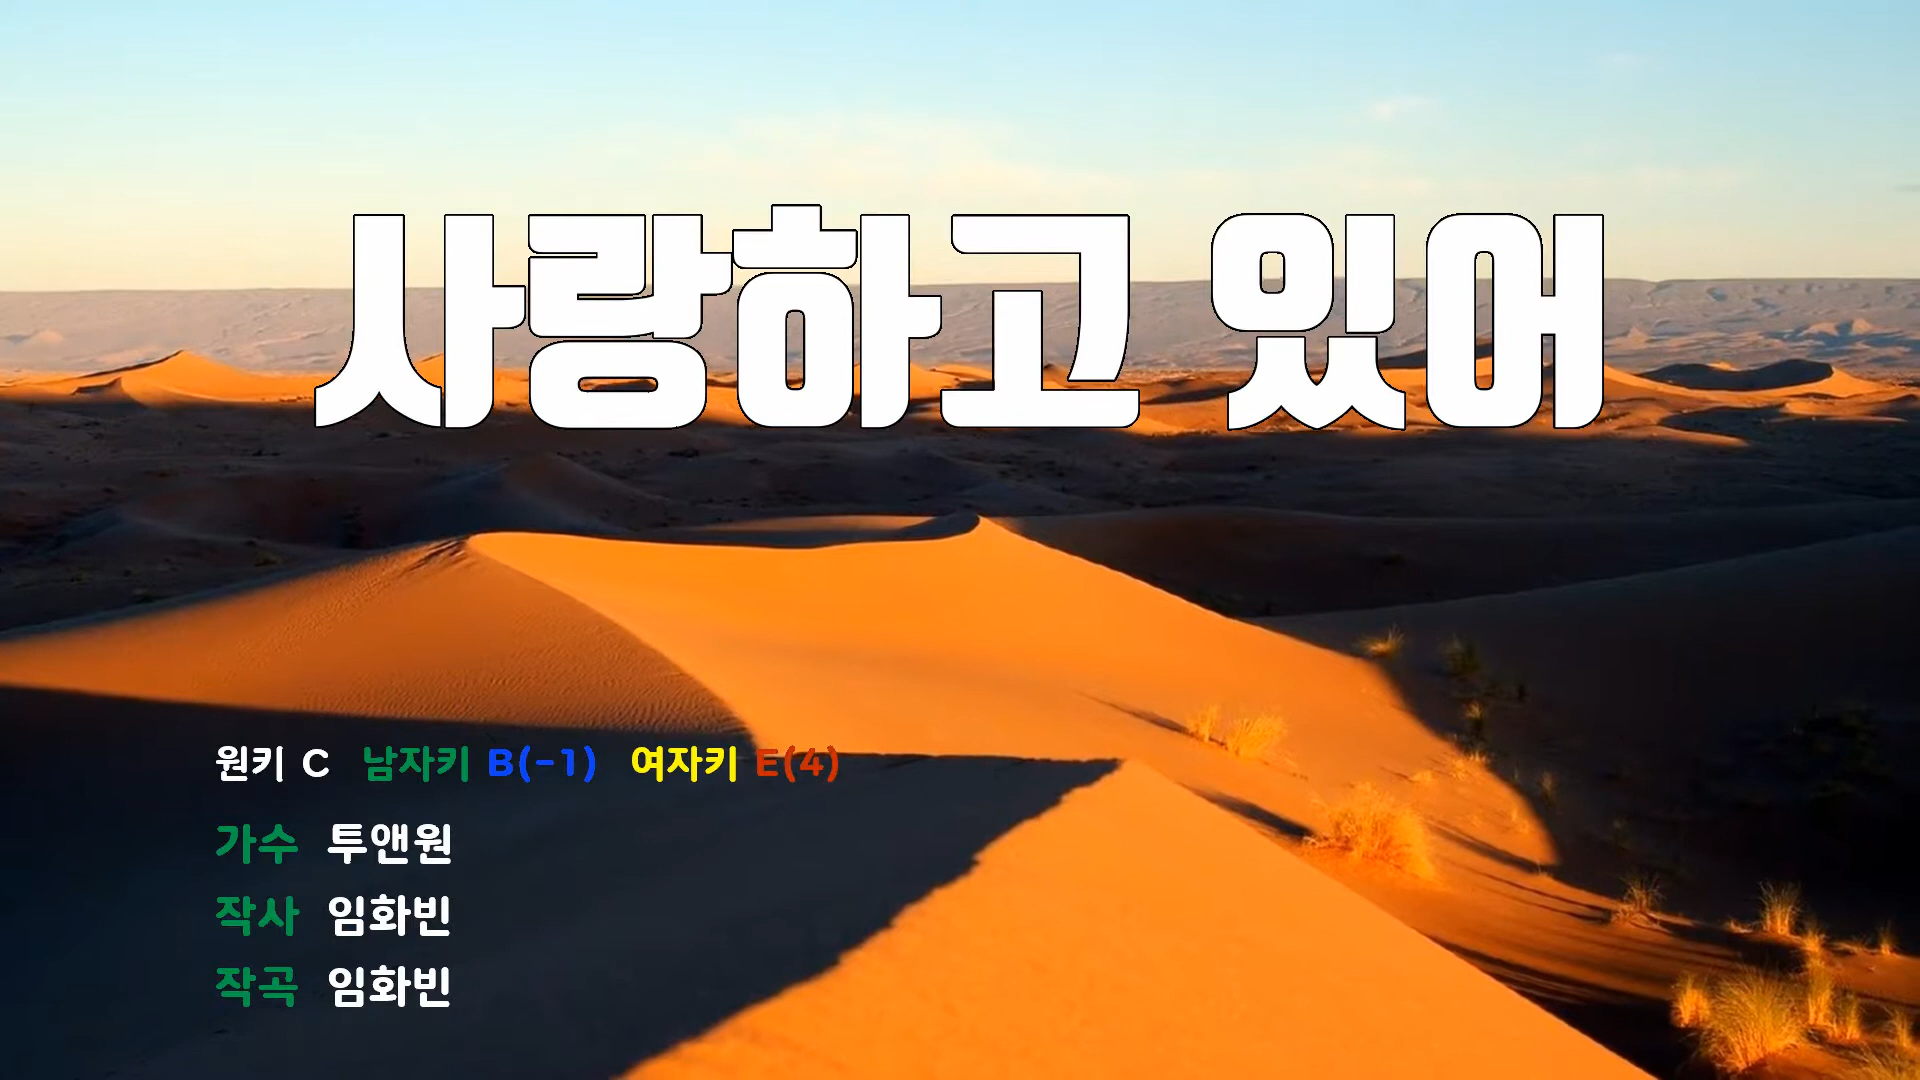 사랑하고 있어
원키 C 남자키 B(-1) 여자키 E(4)
가수 투앤원
작사 임화빈
작곡 임화빈